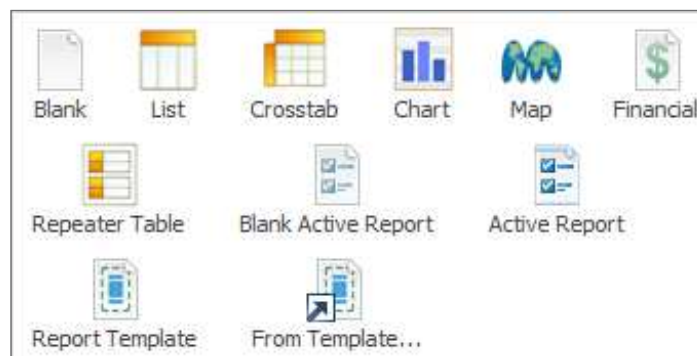 Blank List Crosstab Chart Map Financial
Repeater Table Blank Active Report Active Report
Report Template From Template...